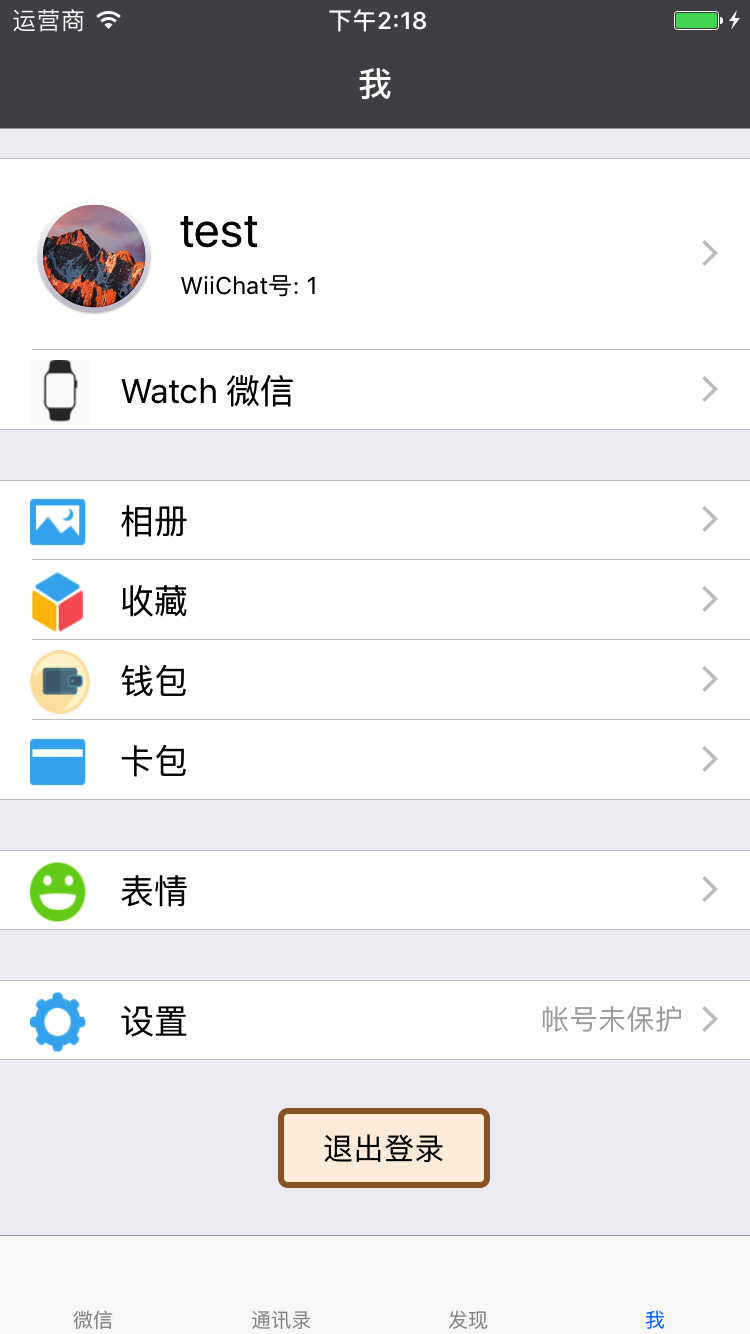 运营商 下午2:18
我
test
WiiChat号: 1
Watch 微信
相册
收藏
钱包
卡包
表情
设置 帐号未保护
退出登录
微信 通讯录 发现 我